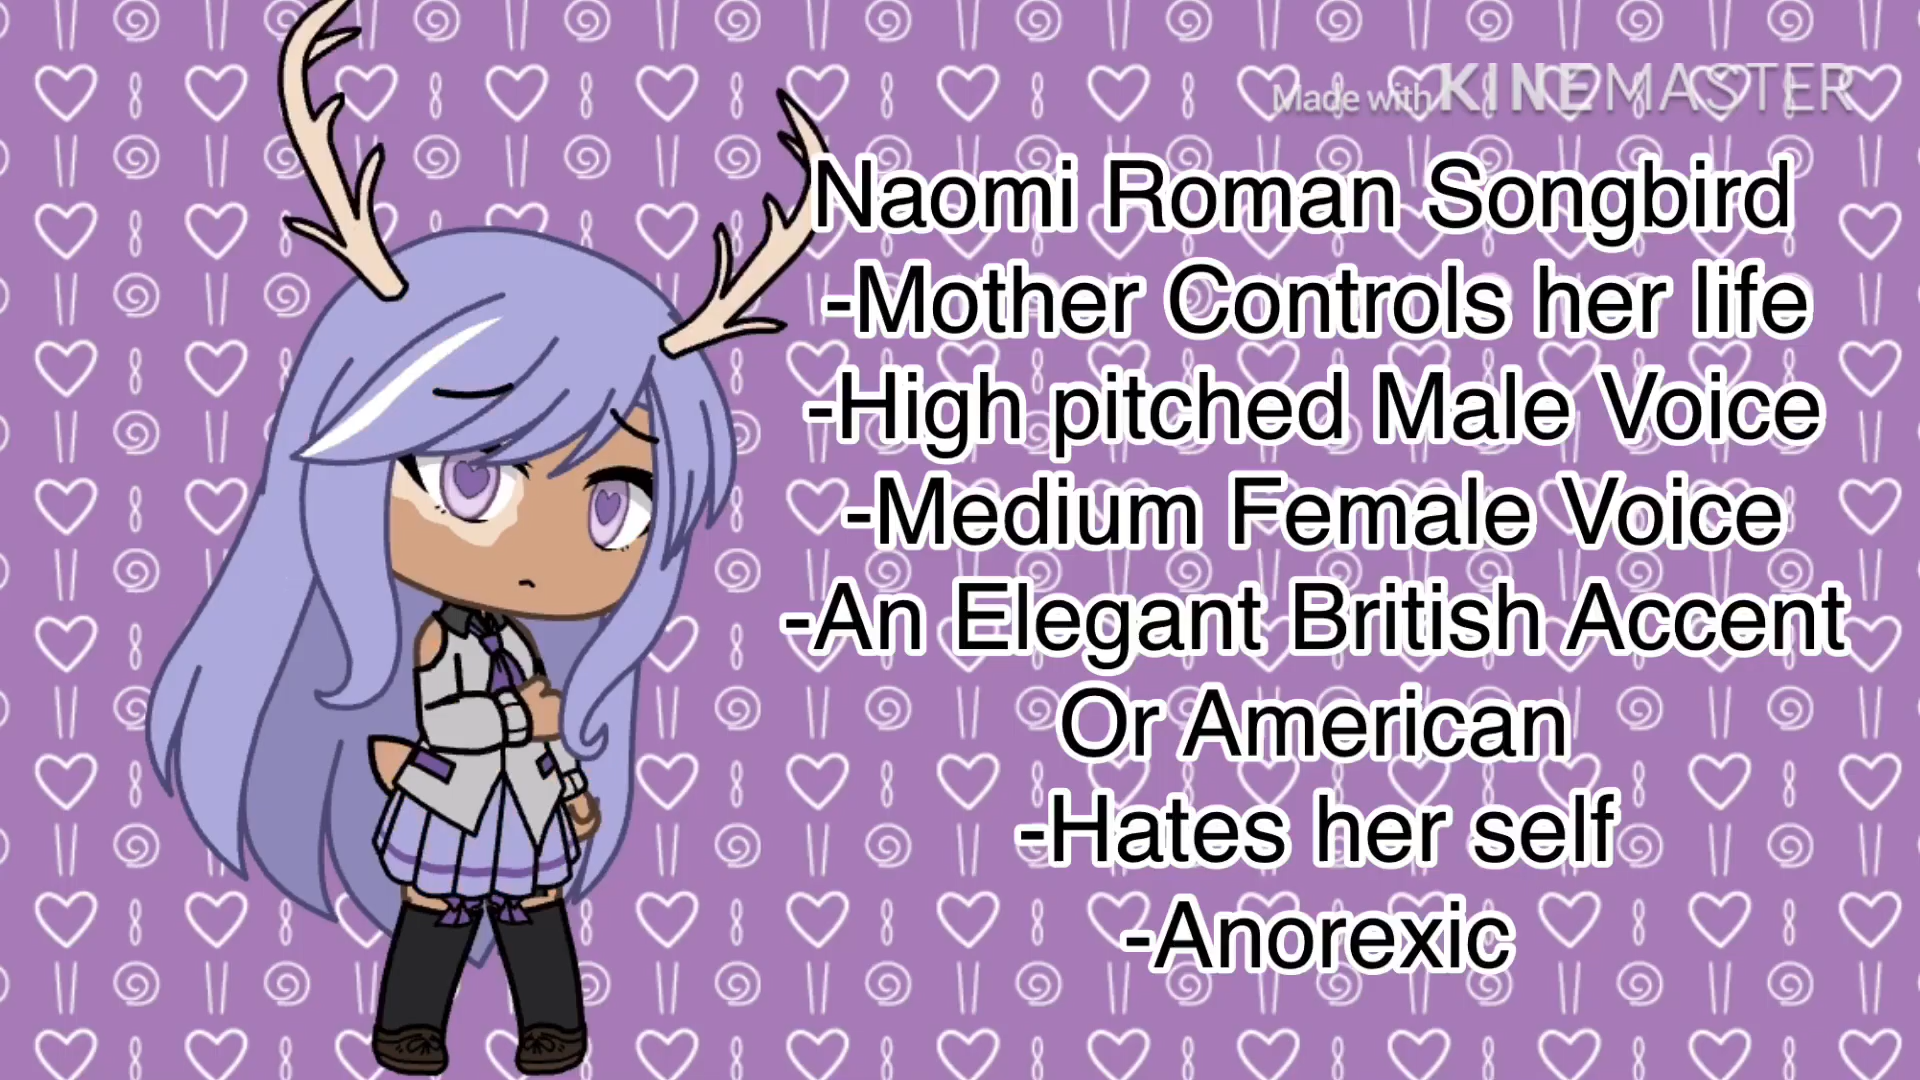 Made with KINEMASTER
Naomi Roman Songbird
-Mother Controls her life
-High pitched Male Voice
-Medium Female Voice
-An Elegant British Accent
Or American
-Hates her self
-Anorexic